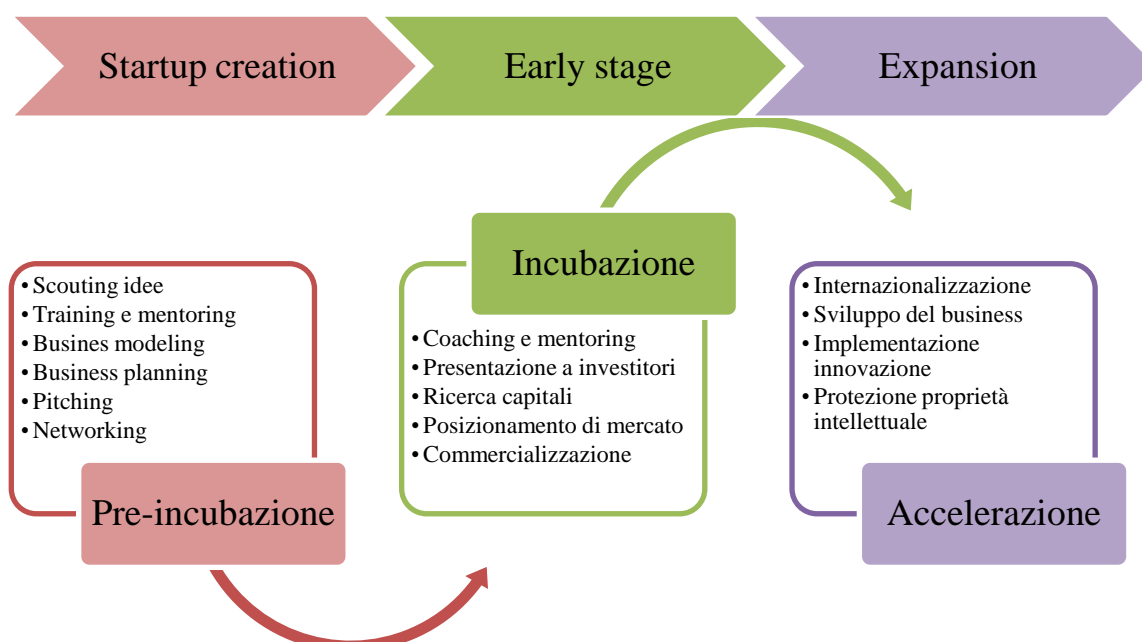 Startup creation
Early stage
Expansion
• Scouting idee
• Training e mentoring
• Busines modeling
• Business planning
• Pitching
• Networking
Pre-incubazione
Incubazione
• Coaching e mentoring
• Presentazione a investitori
• Ricerca capitali
• Posizionamento di mercato
• Commercializzazione
• Internazionalizzazione
• Sviluppo del business
• Implementazione
innovazione
• Protezione proprietà
intellettuale
Accelerazione